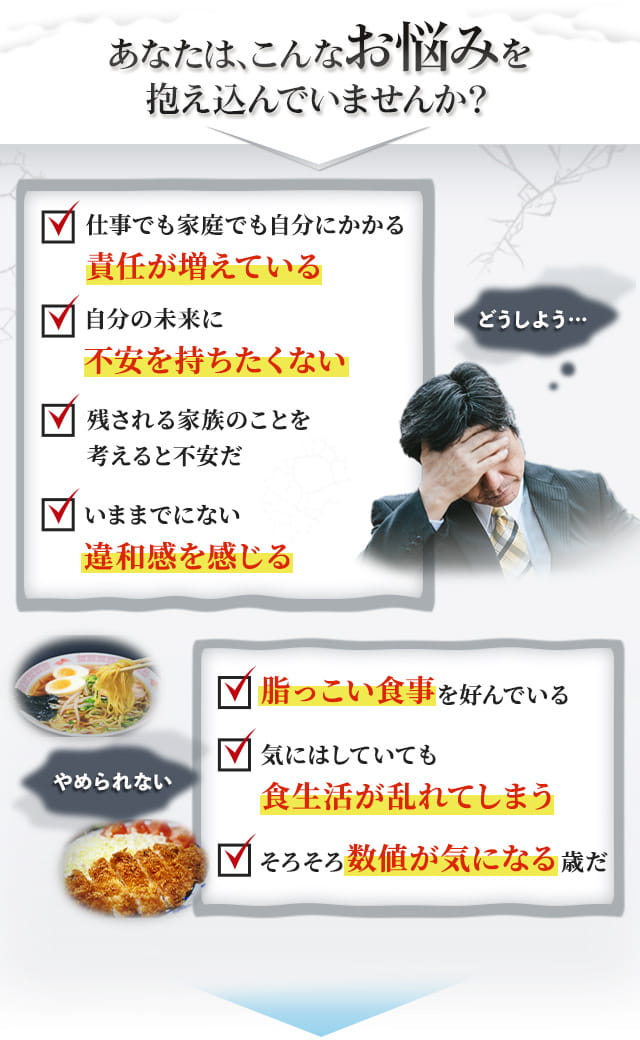 あなたは、こんなお悩みを
抱え込んでいませんか？
仕事でも家庭でも自分にかかる
責任が増えている
自分の未来に
不安を持ちたくない
どうしよう…
残される家族のことを
考えると不安だ
いままでにない
違和感を感じる
脂っこい食事を好んでいる
気にはしていても
食生活が乱れてしまう
やめられない
そろそろ数値が気になる歳だ